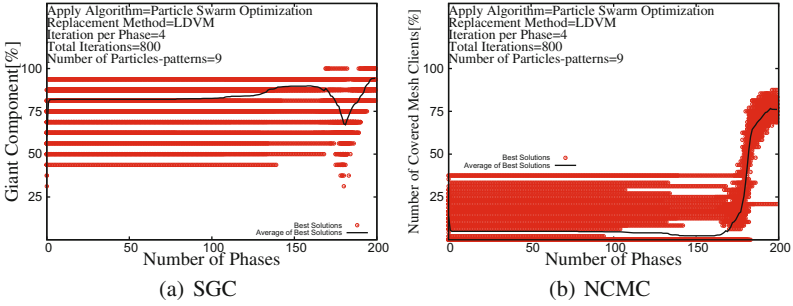 Apply Algorithm=Particle Swarm Optimization
Replacement Method=LDVM
Iteration per Phase=4
Total Iterations=800
Number of Particles-patterns=9
Giant Component[%]
100
75
50
25
Best Solutions
Average of Best Solutions
0 50 100 150 200
Number of Phases
(a) SGC
Apply Algorithm=Particle Swarm Optimization
Replacement Method=LDVM
Iteration per Phase=4
Total Iterations=800
Number of Particles-patterns=9
Number of Covered Mesh Clients[%]
100
75
50
25
Best Solutions
Average of Best Solutions
0 50 100 150 200
Number of Phases
(b) NCMC